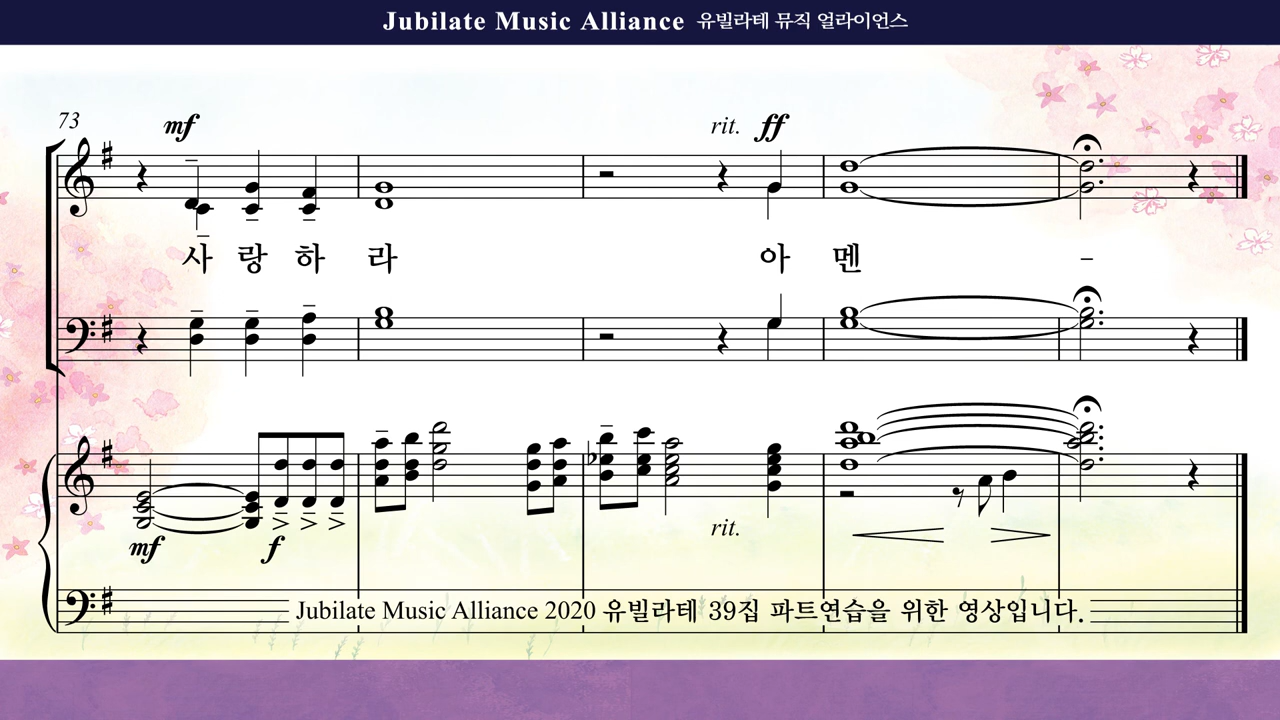 Jubilate Music Alliance 유빌라테 뮤직 얼라이언스
73
mf
rit. ff
사 랑 하 라 아 멘 -
mf f rit.
Jubilate Music Alliance 2020 유빌라테 39집 파트연습을 위한 영상입니다.